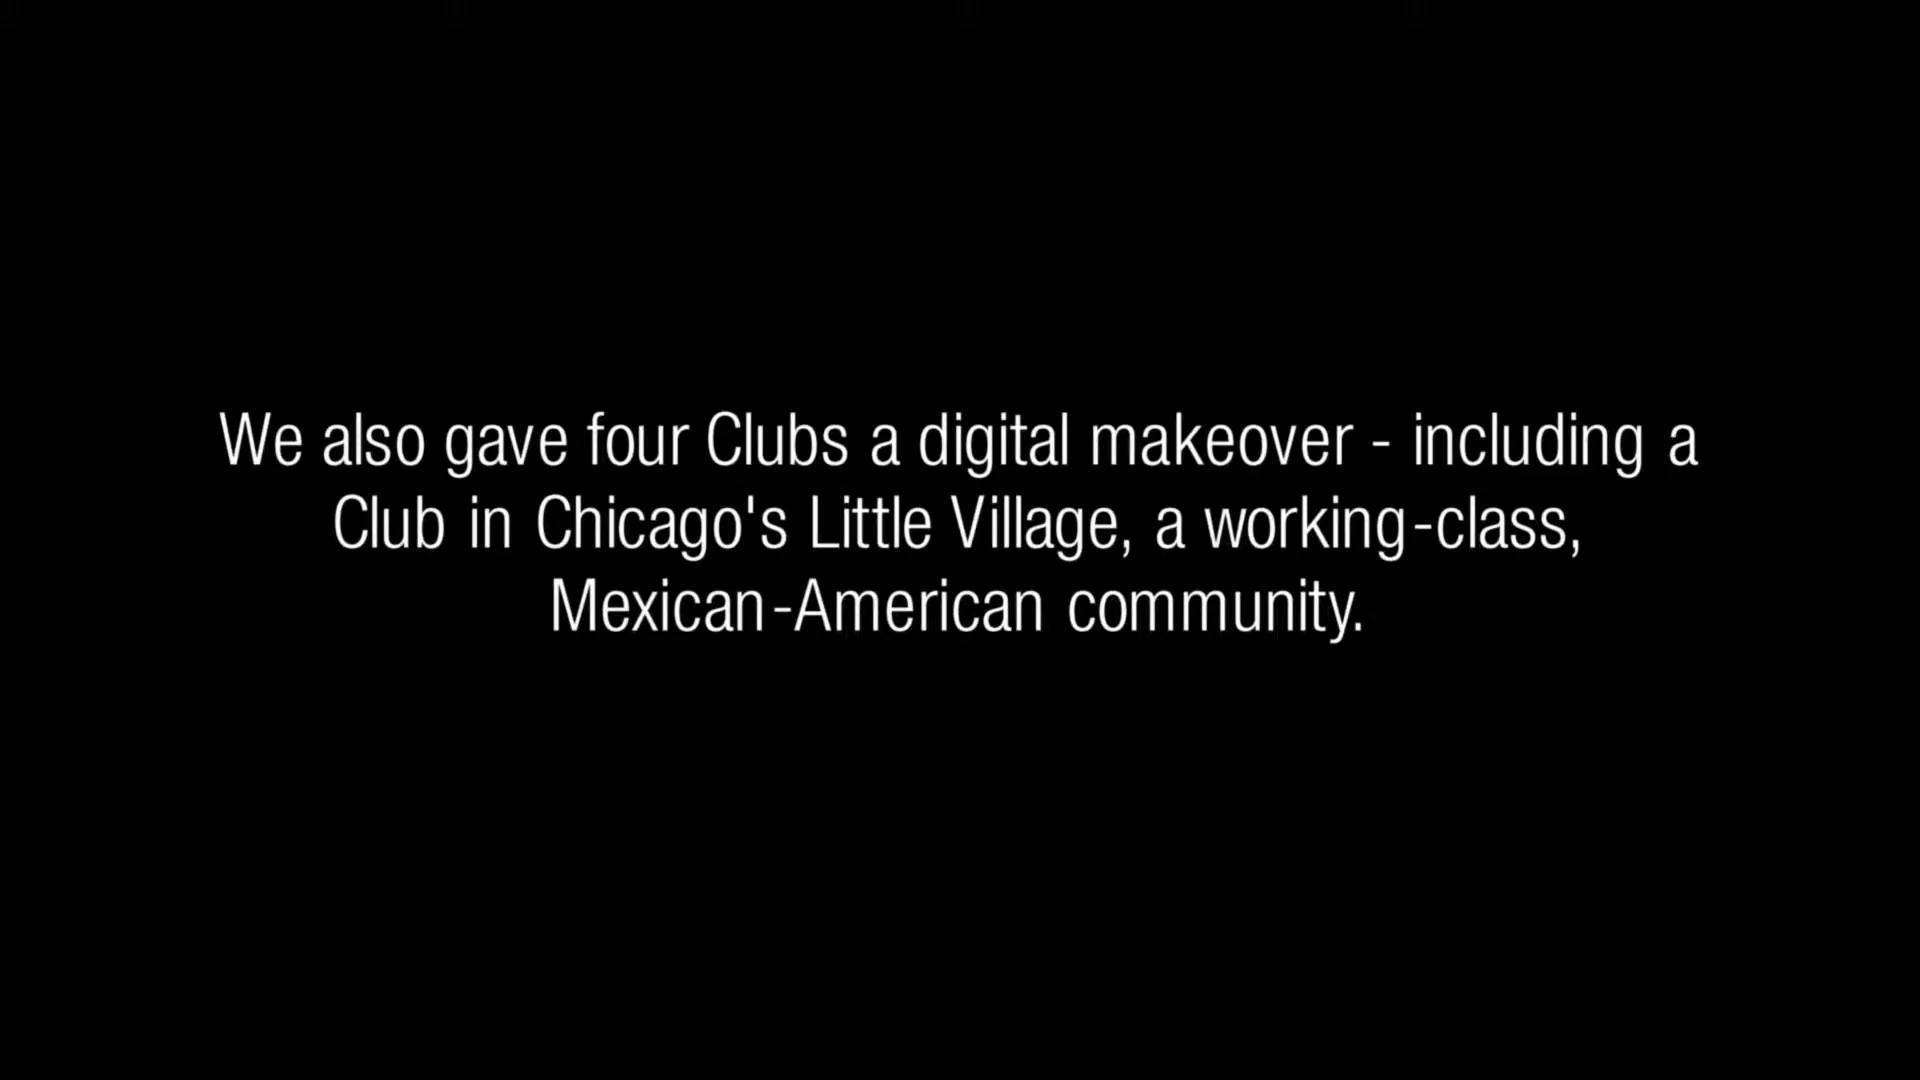 We also gave four Clubs a digital makeover - including a
Club in Chicago's Little Village, a working-class,
Mexican-American community.